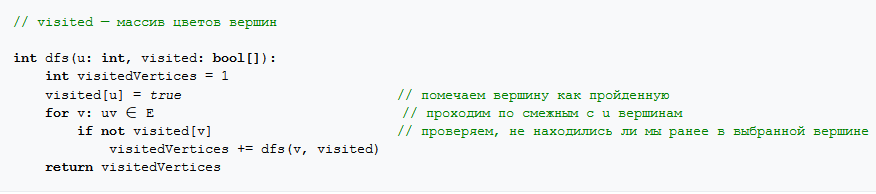 // visited — массив цветов вершин
int dfs(u: int, visited: bool[]):
int visitedVertices = 1
visited[u] = true // помечаем вершину как пройденную
for v: uv ∈ E // проходим по смежным с u вершинам
if not visited[v] // проверяем, не находились ли мы ранее в выбранной вершине
visitedVertices += dfs(v, visited)
return visitedVertices